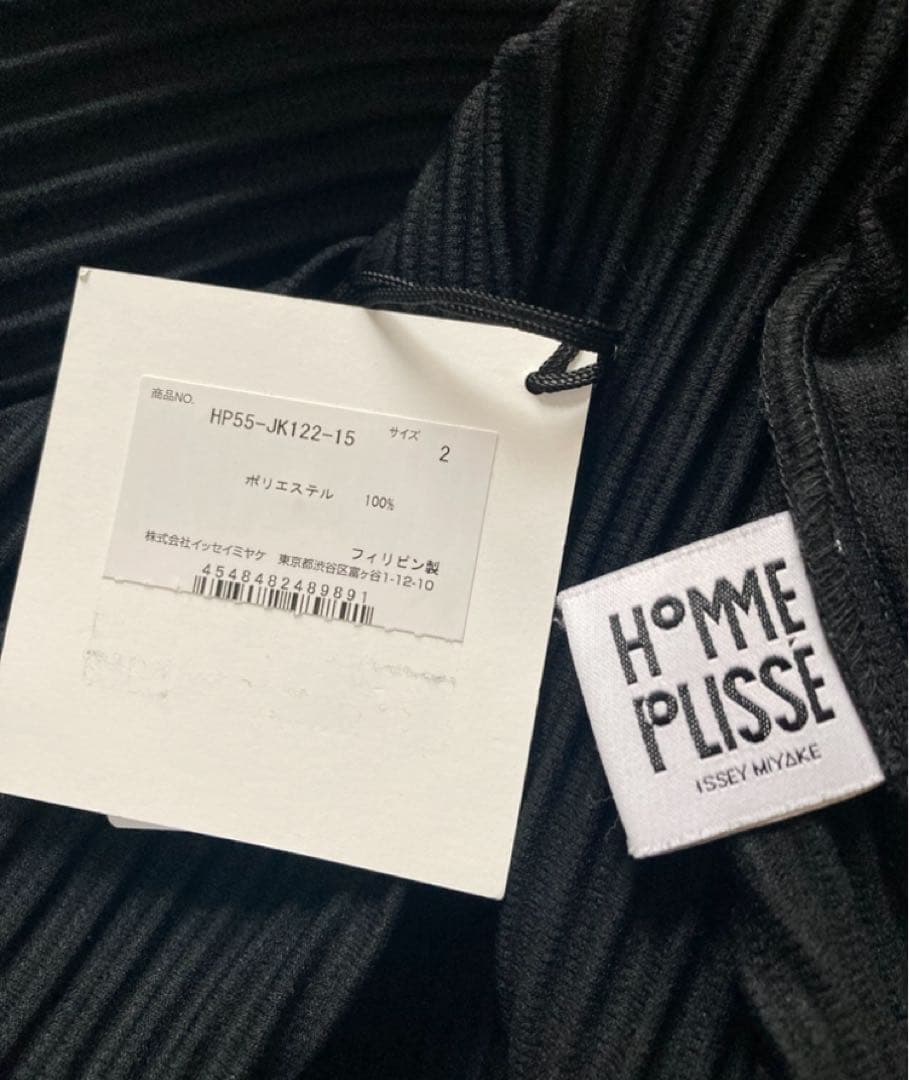 商品NO.
HP55-JK122-15
サイズ
2
ポリエステル 100%
フィリピン製
株式会社イッセイミヤケ 東京都渋谷区富ヶ谷1-12-10
4548482489891
HOMME
PLISSÉ
ISSEY MIYAKE